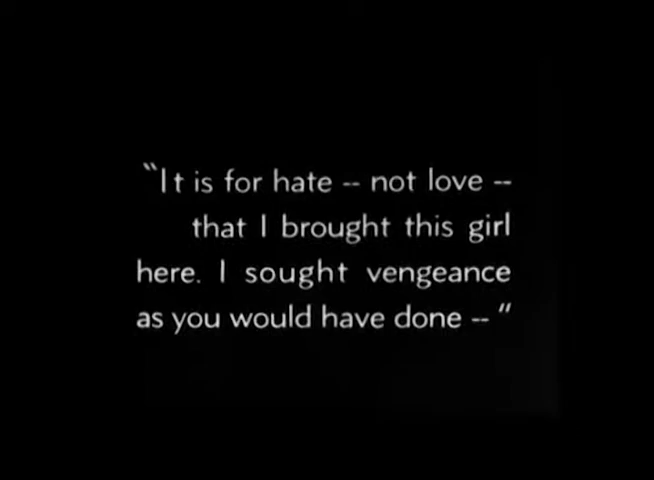 "It is for hate -- not love --
that I brought this girl
here. I sought vengeance
as you would have done -- "